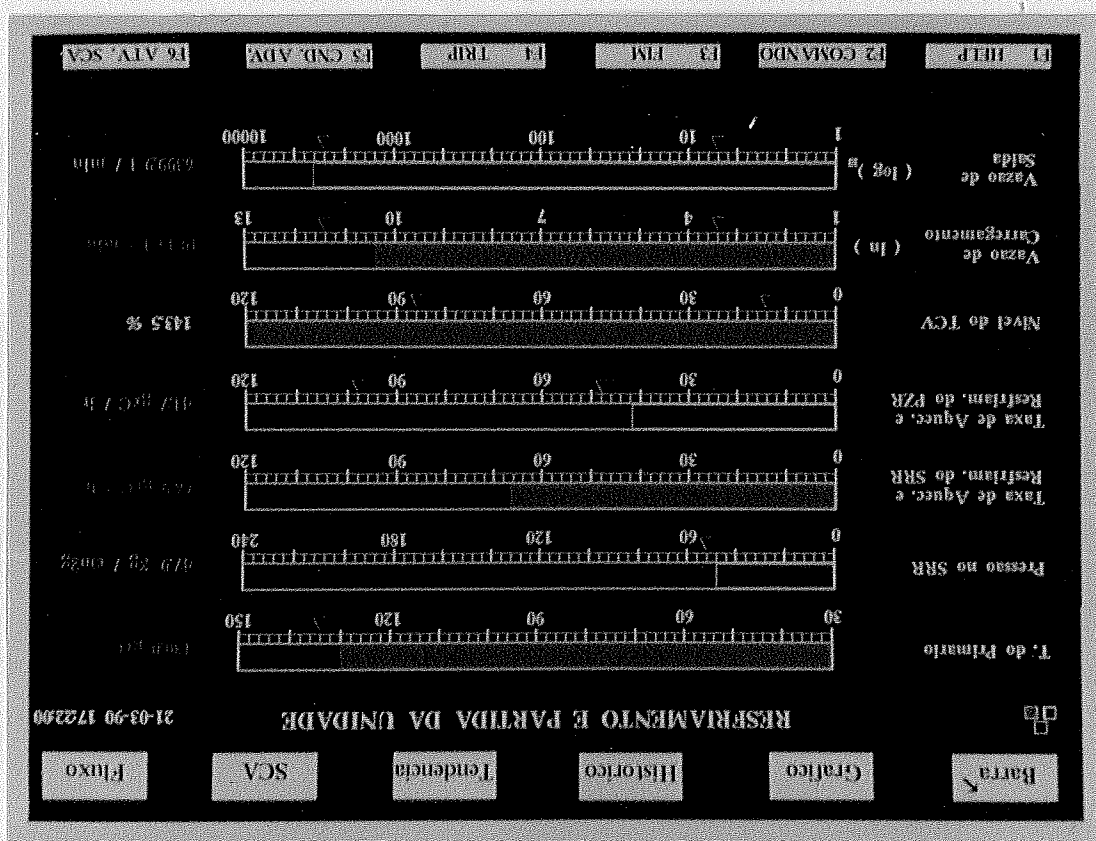 Barra Grafico Historico Tendencia SCA Fluxo
RESFRIAMENTO E PARTIDA DA UNIDADE 21-03-90 17:22:00
T. do Primario
30 60 90 120 150
Pressao no SRR 47.9 Kg / cm2g
0 60 120 180 240
Taxa de Aquec. e
Resfriam. do SRR
0 30 60 90 120
Taxa de Aquec. e
Resfriam. do PZR
0 30 60 90 120
Nivel do TCV 143.5 %
0 30 60 90 120
Vazao de ( ln )
Carregamento
1 4 7 10 13
Vazao de ( log )
Saida
1 10 100 1000 10000
F1 HELP F2 COMANDO F3 FIM F4 TRIP F5 CND. ADV F6 ATV. SCA